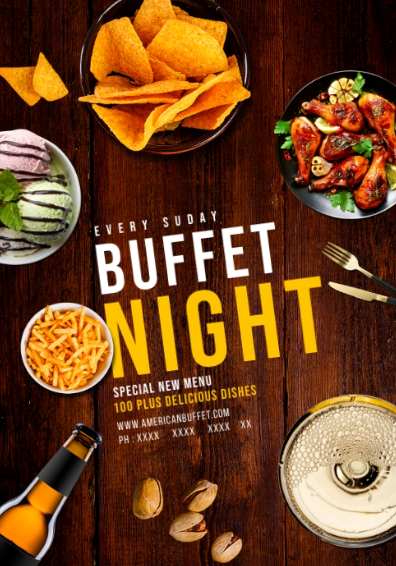 EVERY SUDAY
BUFFET
NIGHT
SPECIAL NEW MENU
100 PLUS DELICIOUS DISHES
WWW.AMERICANBUFFET.COM
PH : XXXX XXXX XXXX XX